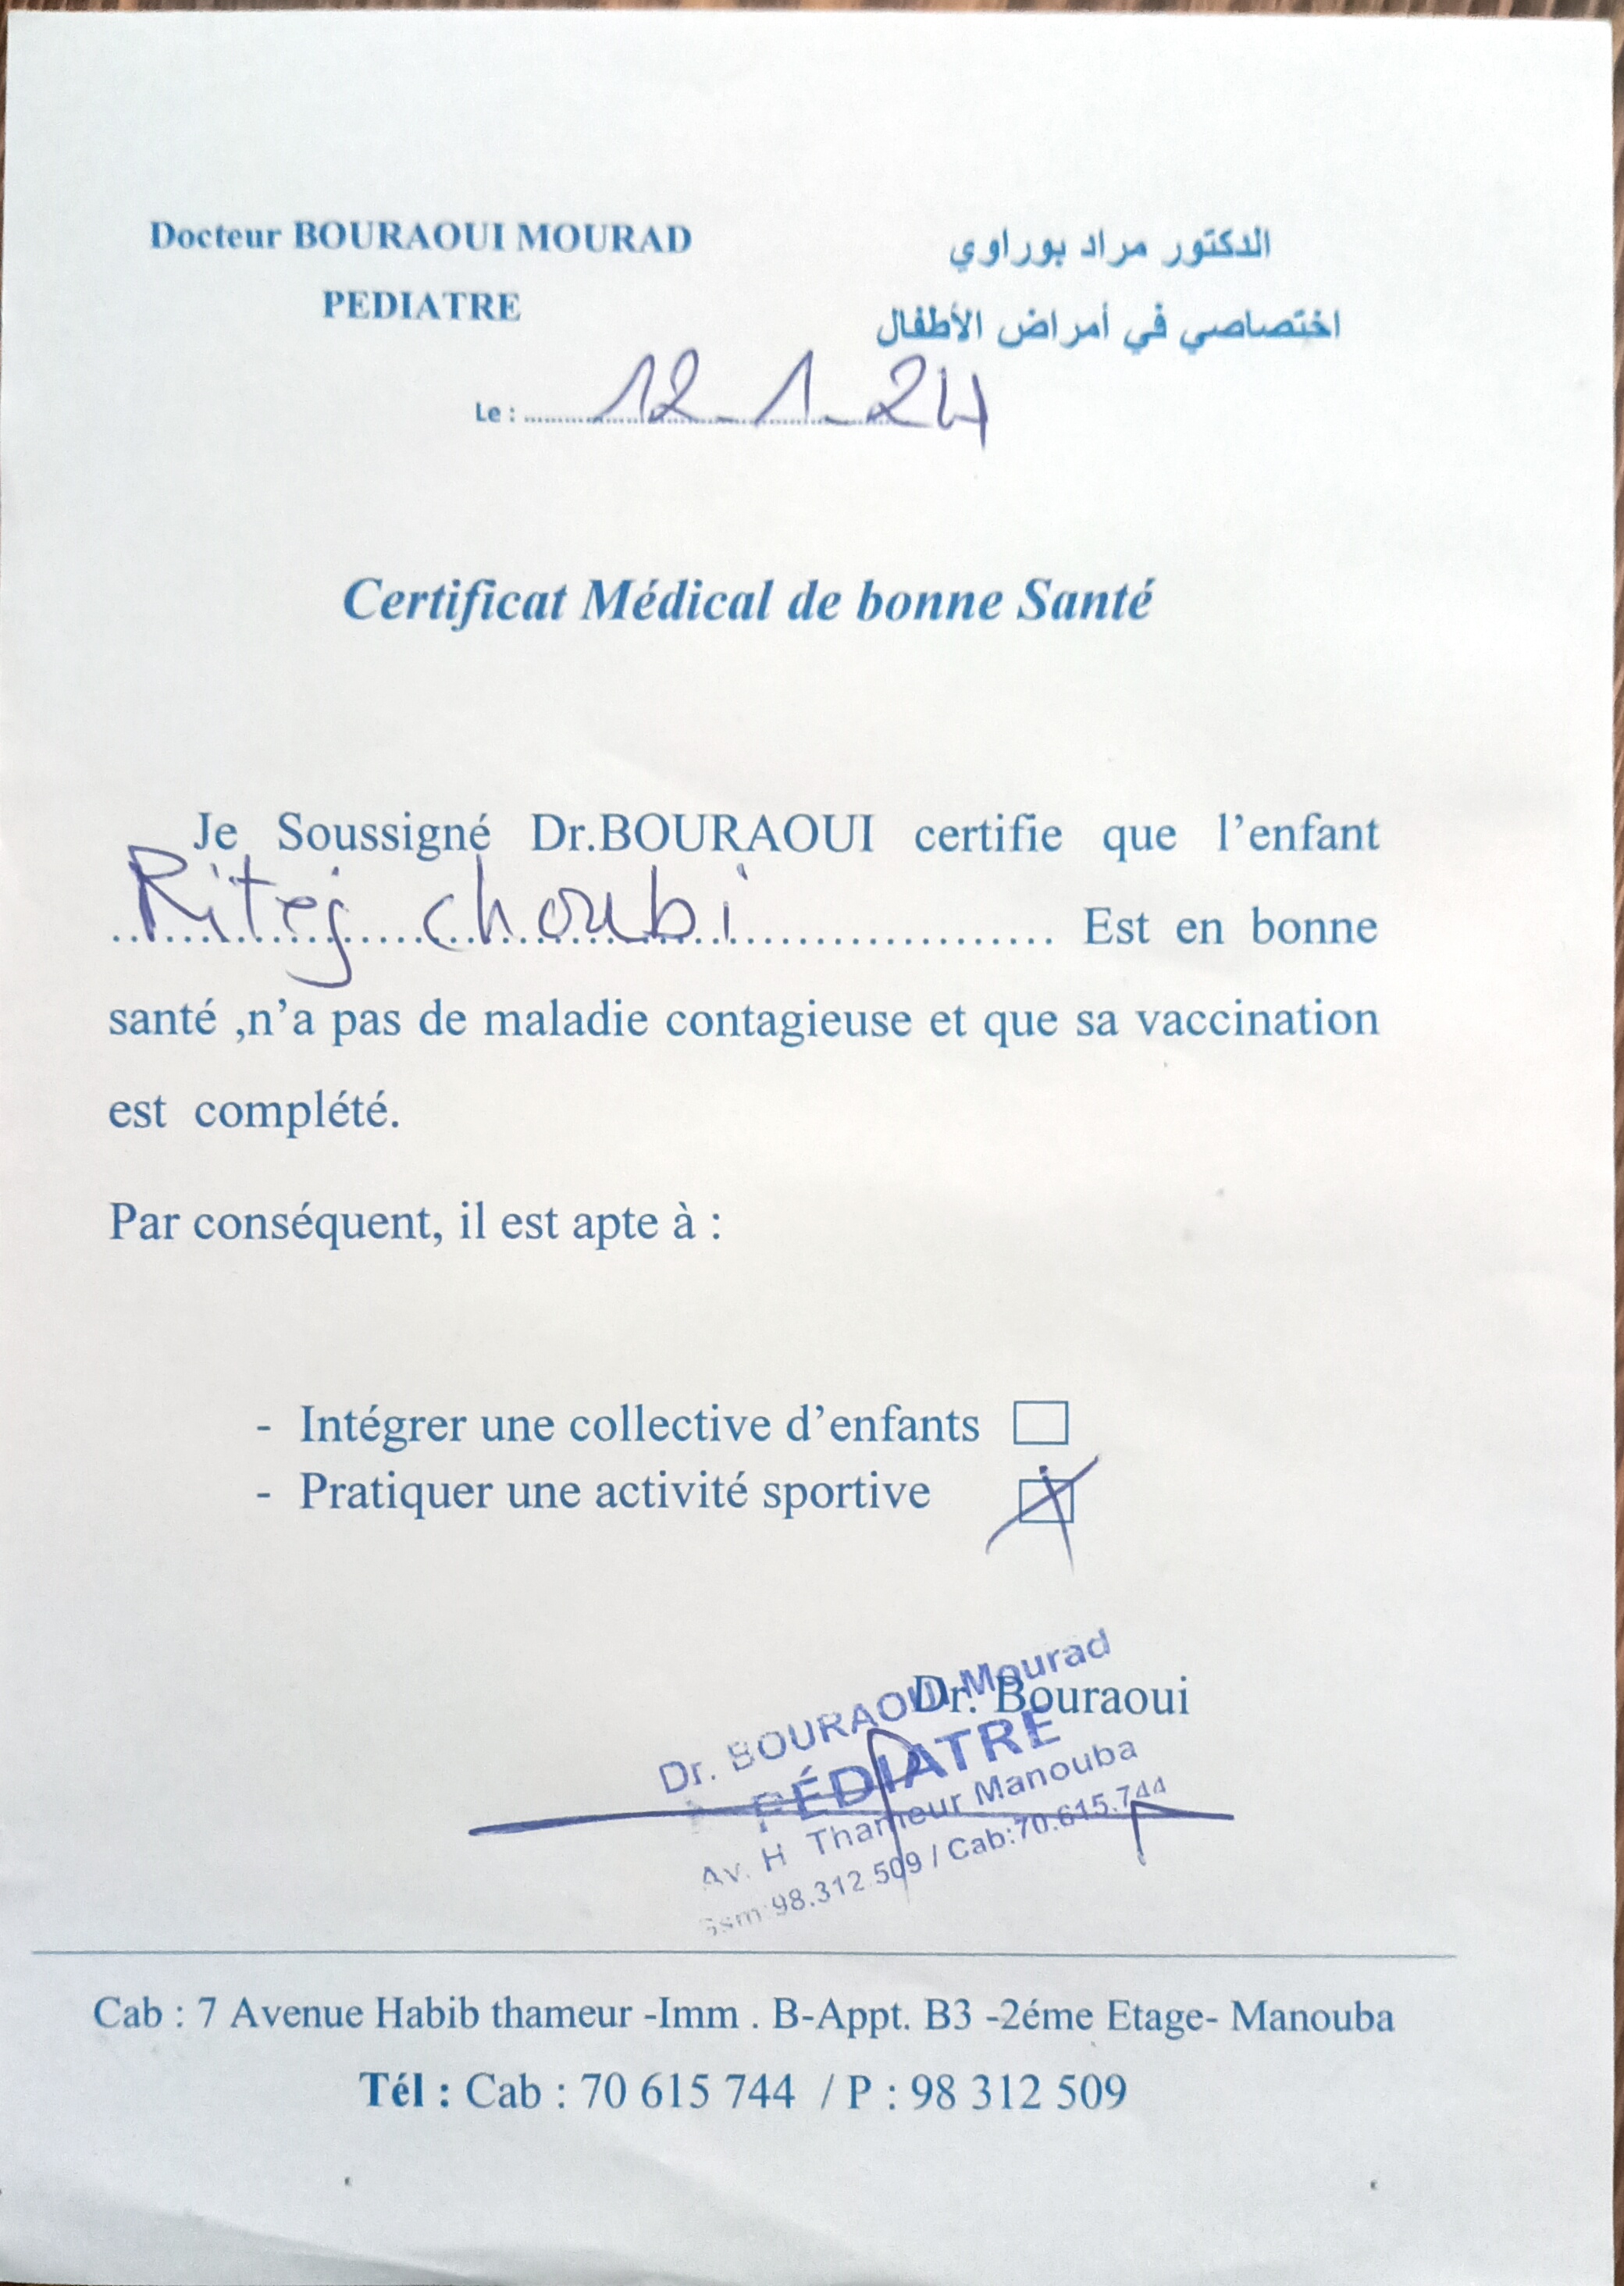 Docteur BOURAOUI MOURAD
الدكتور مراد بوراوي
PEDIATRE
اختصاصي في أمراض الأطفال
Le : 12-1-24
Certificat Médical de bonne Santé
Je Soussigné Dr.BOURAOUI certifie que l'enfant
Ritej choubi Est en bonne
santé ,n'a pas de maladie contagieuse et que sa vaccination
est complété.
Par conséquent, il est apte à :
- Intégrer une collective d'enfants
- Pratiquer une activité sportive
Dr. Bouraoui
Dr. BOURAOUI Mourad
PÉDIATRE
Av. H Thameur Manouba
Gsm:98.312.509 / Cab:70.615.744
Cab : 7 Avenue Habib thameur -Imm . B-Appt. B3 -2éme Etage- Manouba
Tél : Cab : 70 615 744 / P : 98 312 509